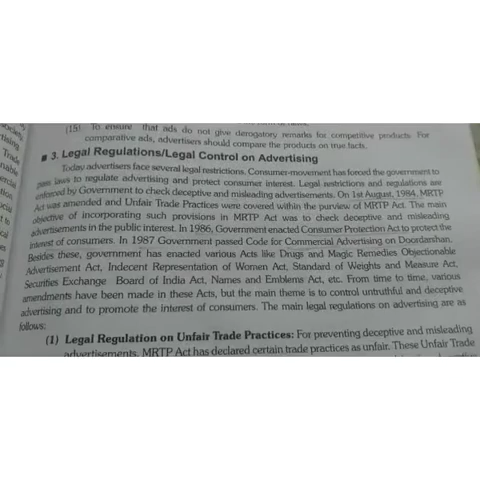 (15) To ensure that ads do not give derogatory remarks for competitive products. For
comparative ads, advertisers should compare the products on true facts.
■ 3. Legal Regulations/Legal Control on Advertising
Today advertisers face several legal restrictions. Consumer-movement has forced the government to
pass laws to regulate advertising and protect consumer interest. Legal restrictions and regulations are
enforced by Government to check deceptive and misleading advertisements. On 1st August, 1984, MRTP
Act was amended and Unfair Trade Practices were covered within the purview of MRTP Act. The main
objective of incorporating such provisions in MRTP Act was to check deceptive and misleading
advertisements in the public interest. In 1986, Government enacted Consumer Protection Act to protect the
interest of consumers. In 1987 Government passed Code for Commercial Advertising on Doordarshan.
Besides these, government has enacted various Acts like Drugs and Magic Remedies Objectionable
Advertisement Act, Indecent Representation of Women Act, Standard of Weights and Measure Act,
Securities Exchange Board of India Act, Names and Emblems Act, etc. From time to time, various
amendments have been made in these Acts, but the main theme is to control untruthful and deceptive
advertising and to promote the interest of consumers. The main legal regulations on advertising are as
follows:
(1) Legal Regulation on Unfair Trade Practices: For preventing deceptive and misleading
advertisements, MRTP Act has declared certain trade practices as unfair. These Unfair Trade